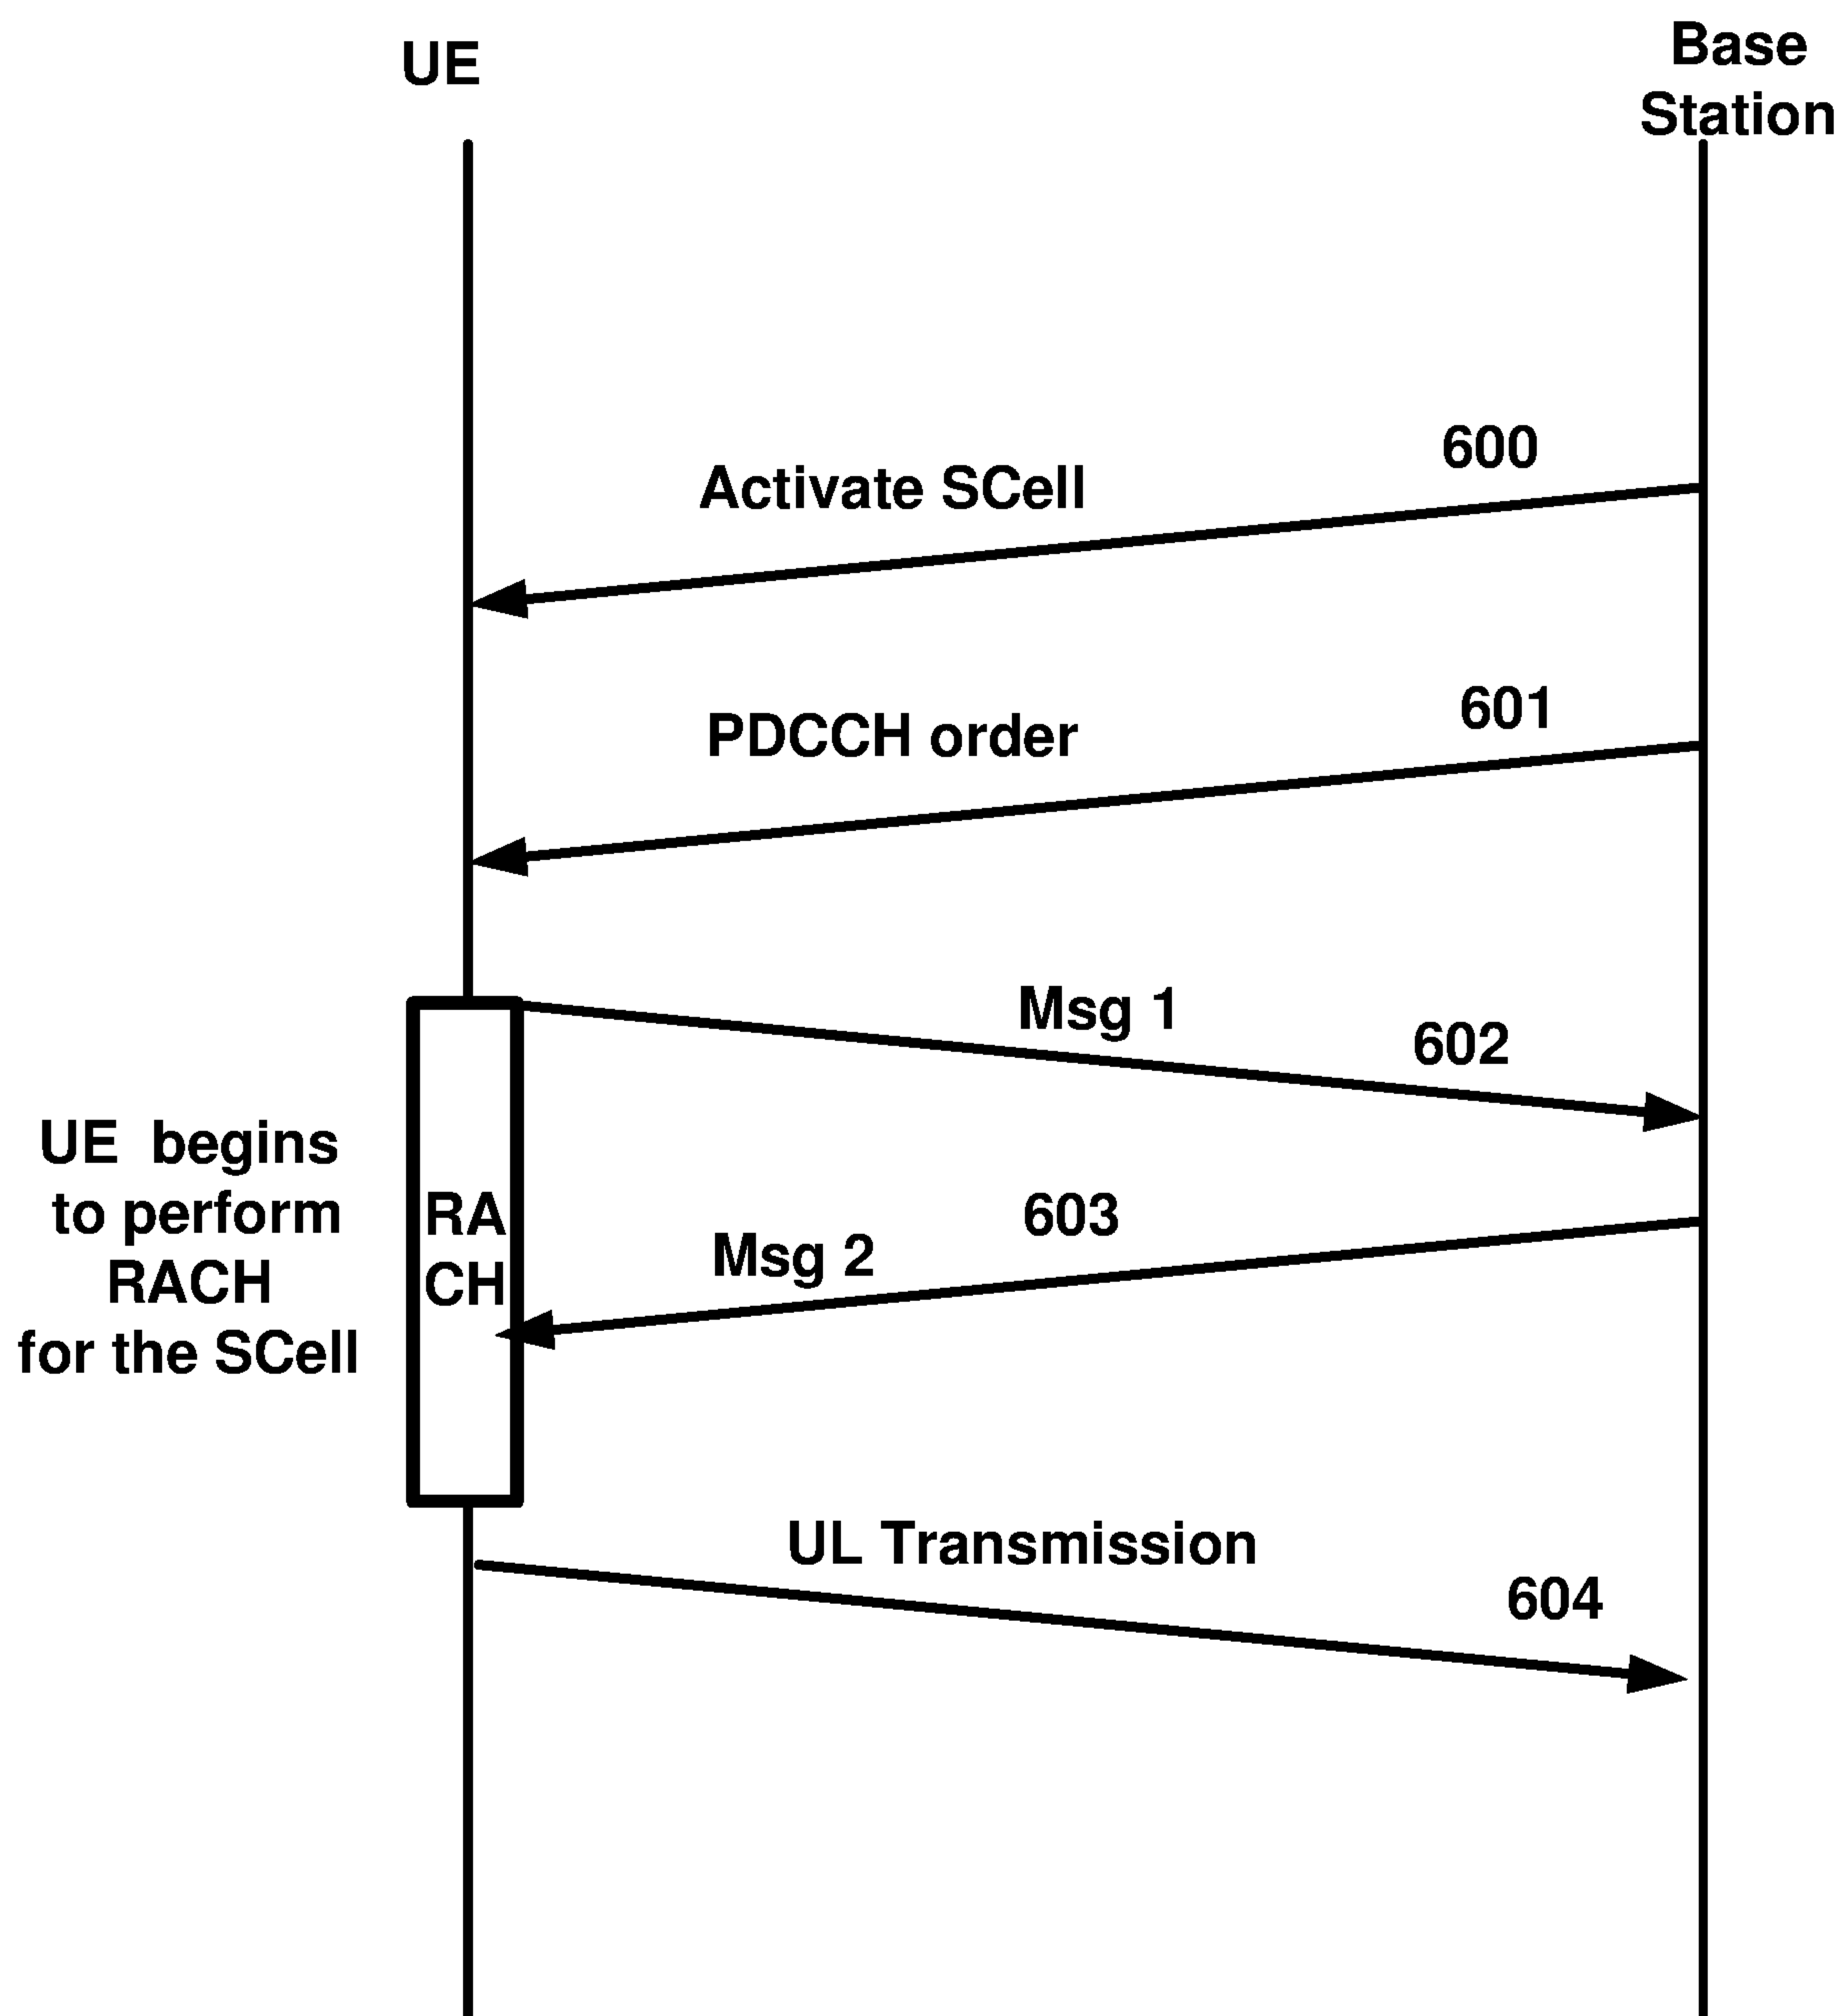 UE
Base
Station
600
Activate SCell
601
PDCCH order
Msg 1
602
UE begins
to perform
RACH
for the SCell
RA
CH
603
Msg 2
UL Transmission
604